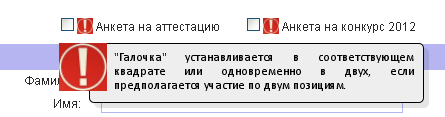 Анкета на аттестацию Анкета на конкурс 2012
"Галочка" устанавливается в соответствующем
квадрате или одновременно в двух, если
предполагается участие по двум позициям.
Имя: